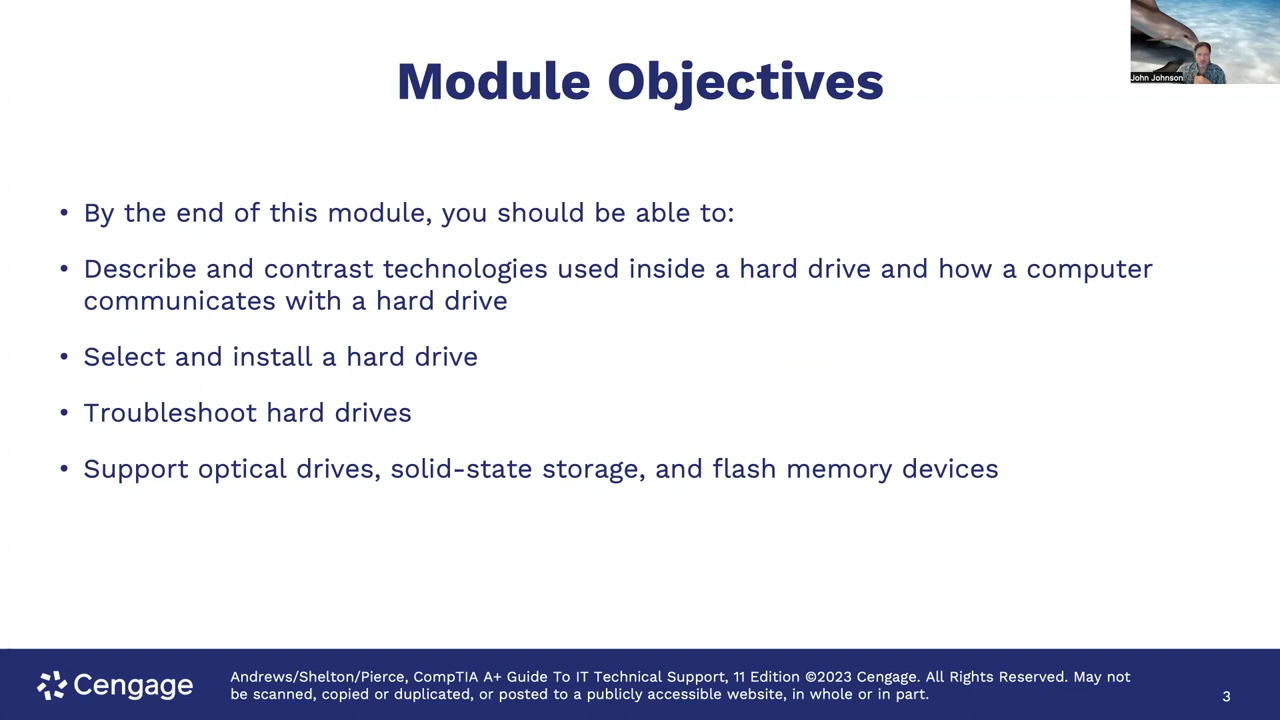 John Johnson
Module Objectives
• By the end of this module, you should be able to:
• Describe and contrast technologies used inside a hard drive and how a computer
communicates with a hard drive
• Select and install a hard drive
• Troubleshoot hard drives
• Support optical drives, solid-state storage, and flash memory devices
Cengage
Andrews/Shelton/Pierce, CompTIA A+ Guide To IT Technical Support, 11 Edition ©2023 Cengage. All Rights Reserved. May not
be scanned, copied or duplicated, or posted to a publicly accessible website, in whole or in part.
3